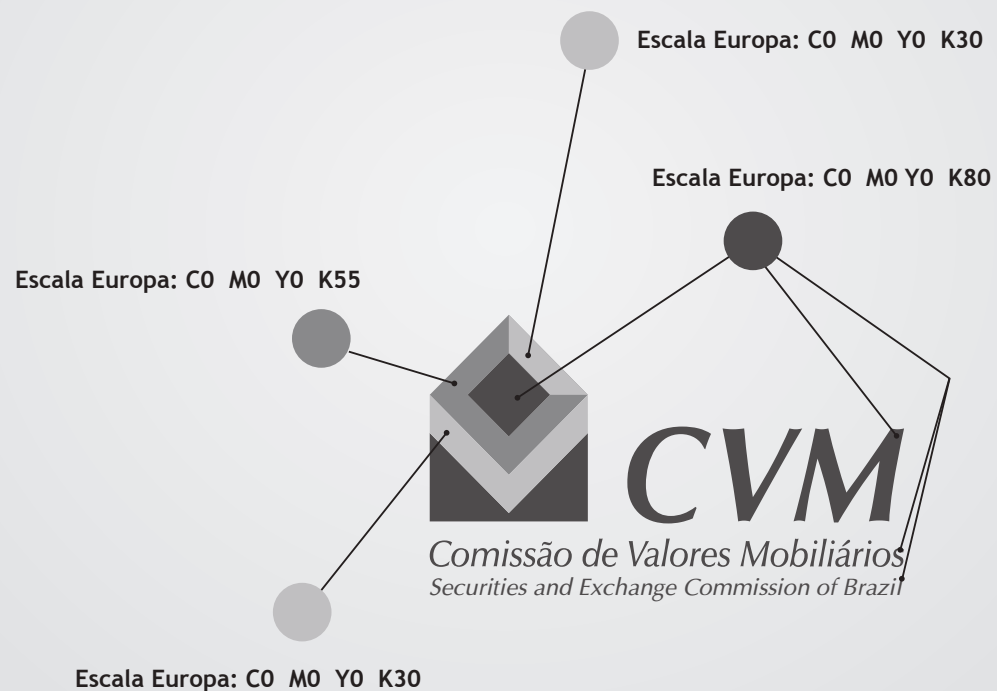 Escala Europa: C0 M0 Y0 K30
Escala Europa: C0 M0 Y0 K80
Escala Europa: C0 M0 Y0 K55
CVM
Comissão de Valores Mobiliários
Securities and Exchange Commission of Brazil
Escala Europa: C0 M0 Y0 K30